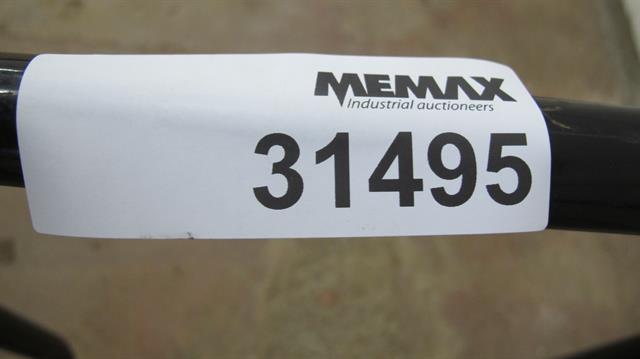 MEMAX
Industrial auctioneers
31495